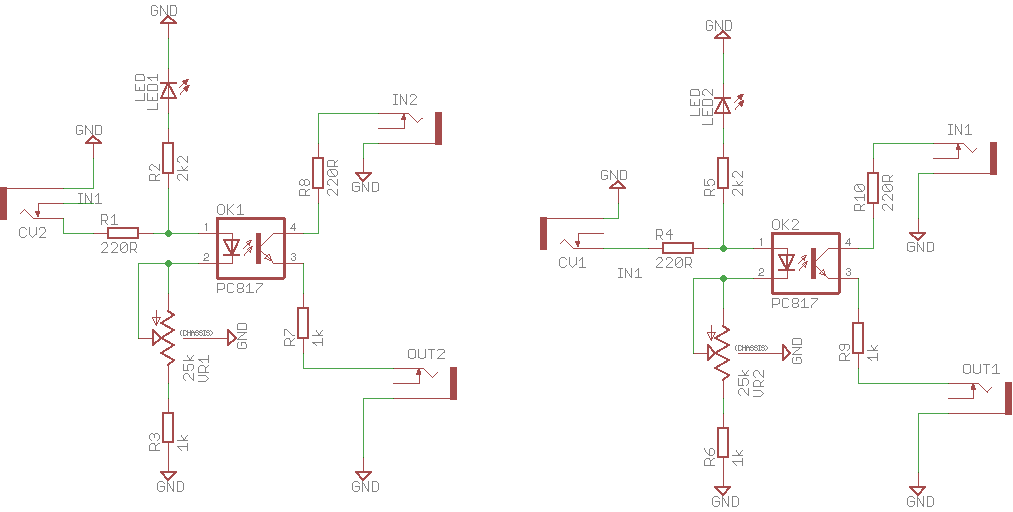 GND
LED
LED1
R2
2k2
IN2
GND
R8
220R
GND
IN1
CV2
R1
220R
OK1
1
2
4
3
PC817
(CHASSIS)
GND
25k
VR1
R7
1k
OUT2
R3
1k
GND
GND
GND
LED
LED2
R5
2k2
IN1
GND
R10
220R
GND
CV1
IN1
R4
220R
OK2
1
2
4
3
PC817
GND
(CHASSIS)
GND
25k
VR2
R9
1k
OUT1
R6
1k
GND
GND